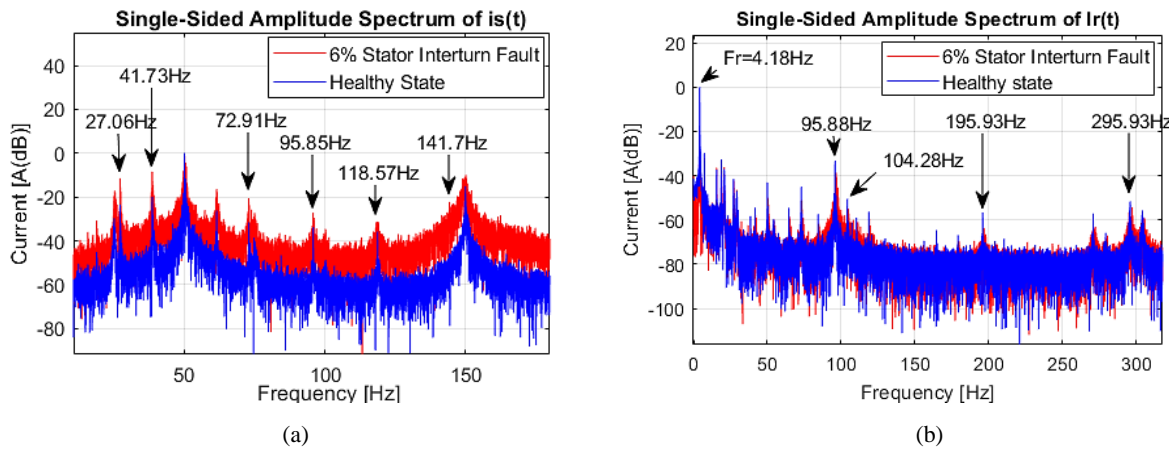 Single-Sided Amplitude Spectrum of is(t)
6% Stator Interturn Fault
Healthy State
41.73Hz
27.06Hz
72.91Hz
95.85Hz
118.57Hz
141.7Hz
40
20
0
-20
-40
-60
-80
Current [A(dB)]
50
100
150
Frequency [Hz]
(a)
Single-Sided Amplitude Spectrum of Ir(t)
6% Stator Interturn Fault
Healthy state
Fr=4.18Hz
95.88Hz
104.28Hz
195.93Hz
295.93Hz
20
0
-20
-40
-60
-80
-100
Current [A(dB)]
0
50
100
150
200
250
300
Frequency [Hz]
(b)